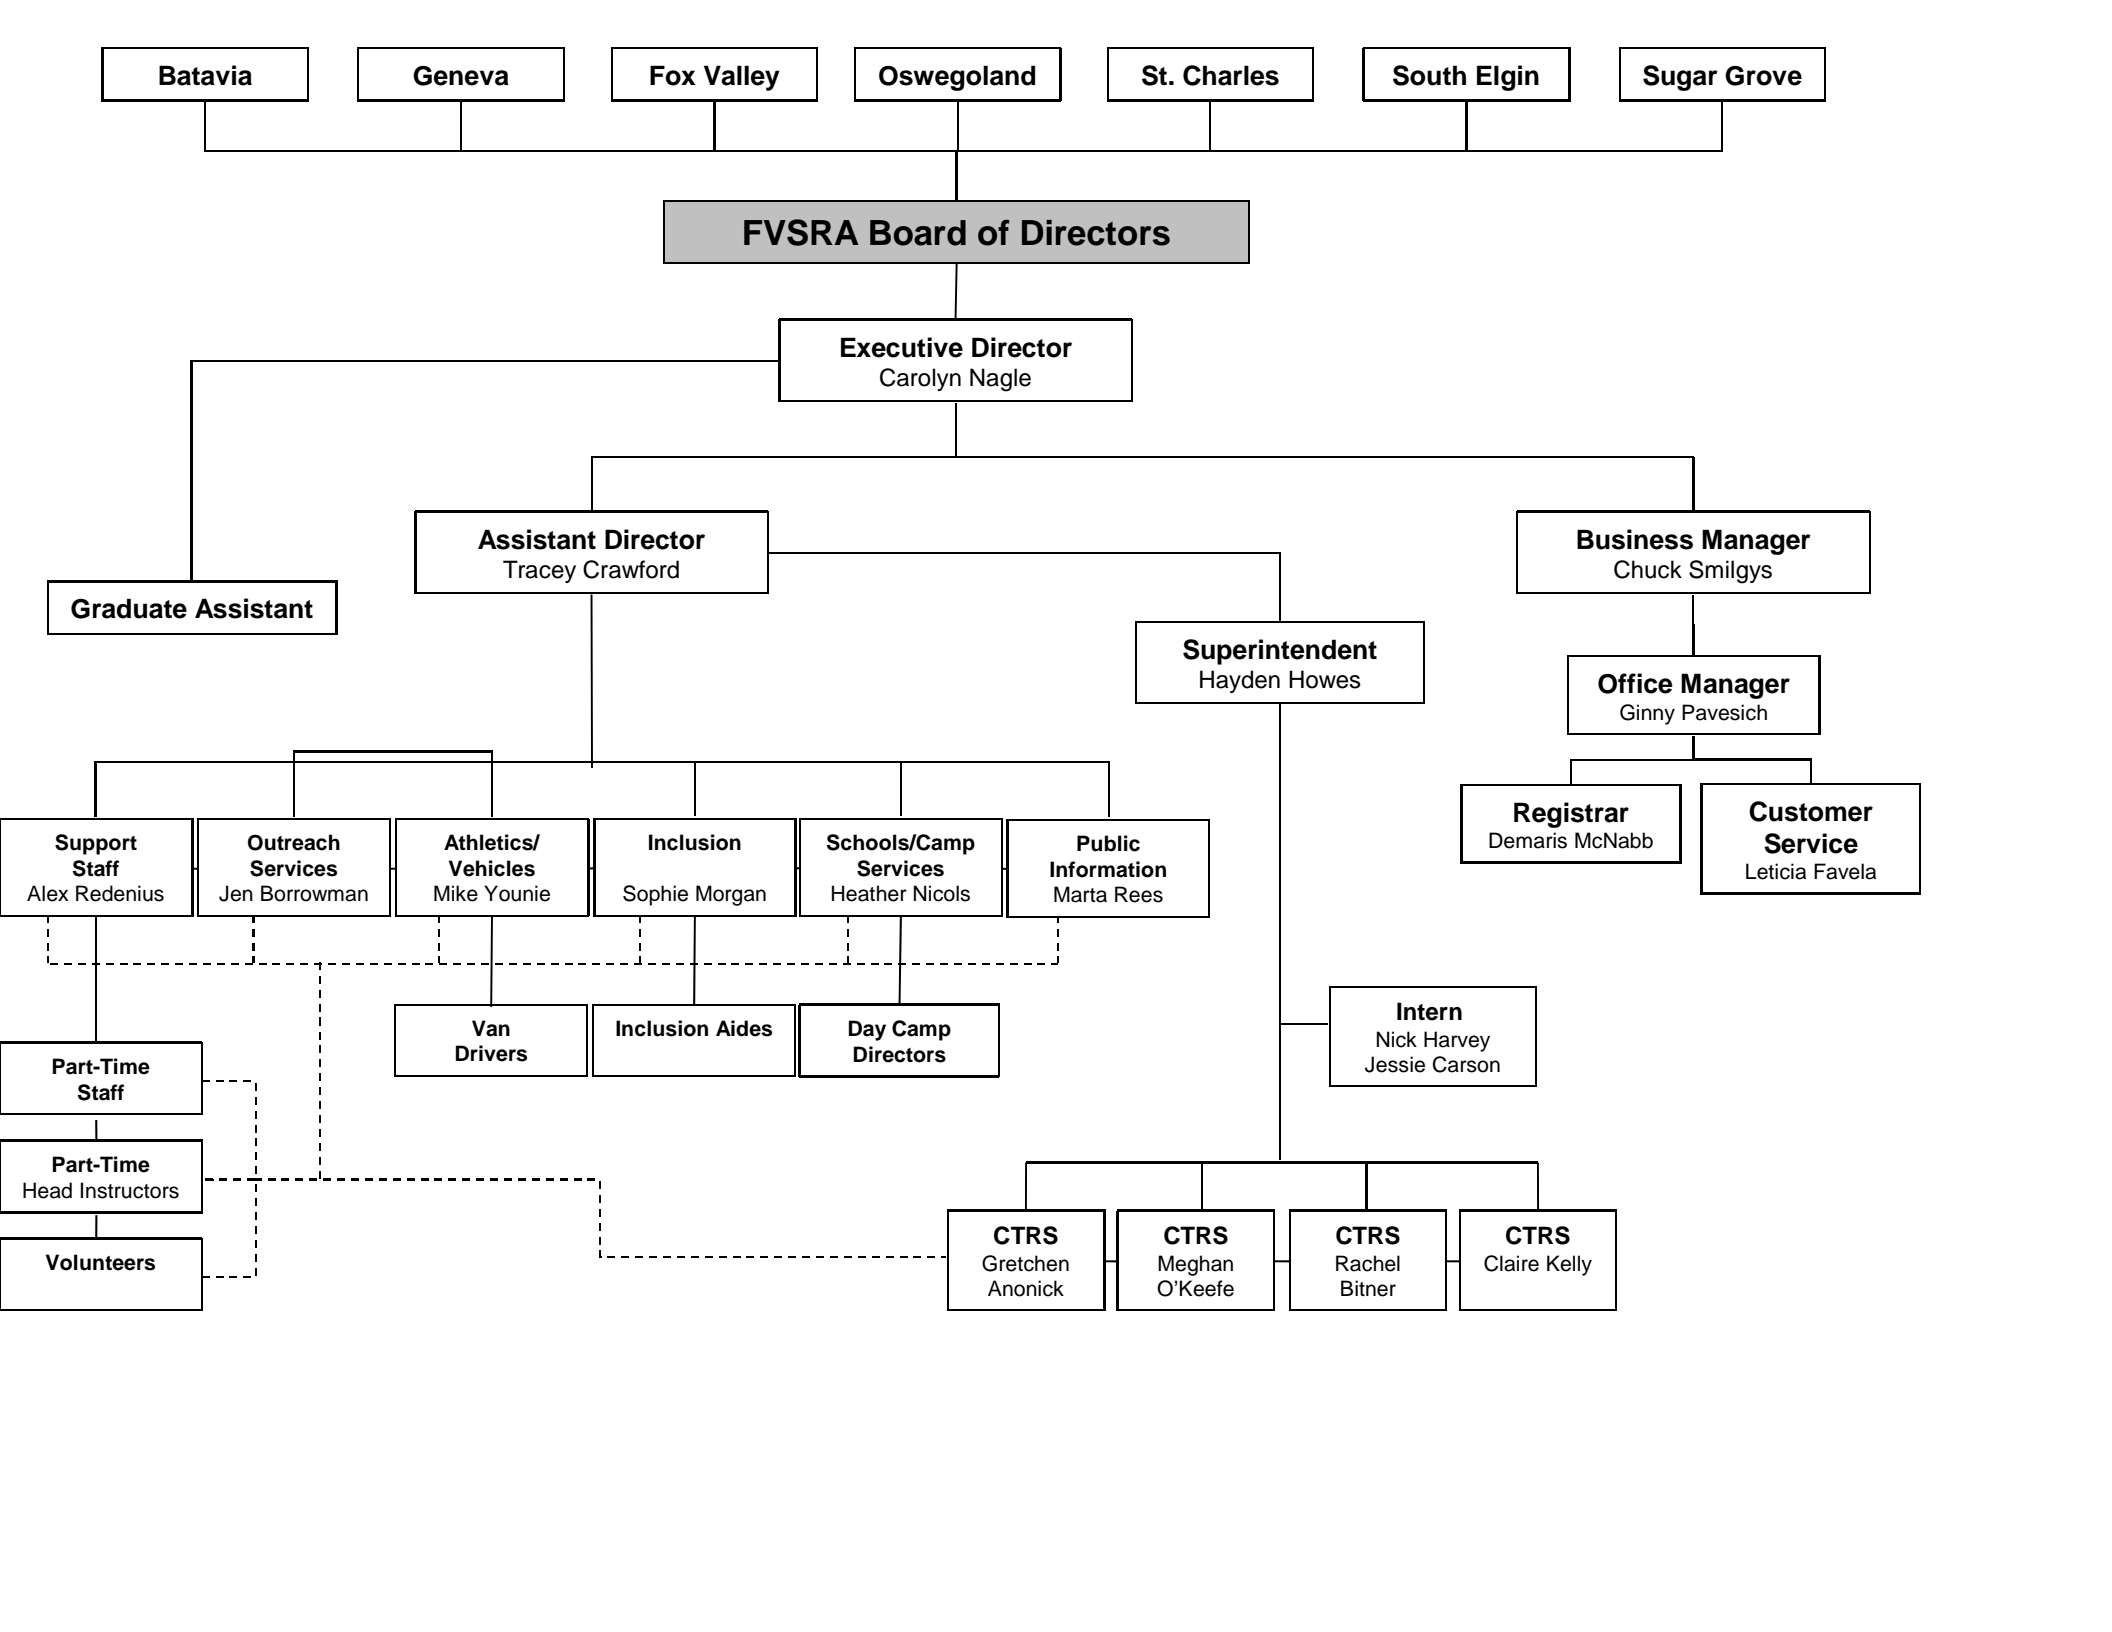 Batavia
Geneva
Fox Valley
Oswegoland
St. Charles
South Elgin
Sugar Grove
FVSRA Board of Directors
Executive Director
Carolyn Nagle
Assistant Director
Tracey Crawford
Business Manager
Chuck Smilgys
Graduate Assistant
Superintendent
Hayden Howes
Office Manager
Ginny Pavesich
Registrar
Demaris McNabb
Customer
Service
Leticia Favela
Support
Staff
Alex Redenius
Outreach
Services
Jen Borrowman
Athletics/
Vehicles
Mike Younie
Inclusion
Sophie Morgan
Schools/Camp
Services
Heather Nicols
Public
Information
Marta Rees
Van
Drivers
Inclusion Aides
Day Camp
Directors
Intern
Nick Harvey
Jessie Carson
Part-Time
Staff
Part-Time
Head Instructors
Volunteers
CTRS
Gretchen
Anonick
CTRS
Meghan
O’Keefe
CTRS
Rachel
Bitner
CTRS
Claire Kelly